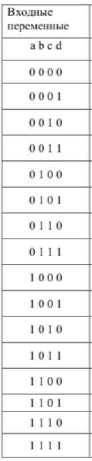 Входные
переменные
a b c d
0 0 0 0
0 0 0 1
0 0 1 0
0 0 1 1
0 1 0 0
0 1 0 1
0 1 1 0
0 1 1 1
1 0 0 0
1 0 0 1
1 0 1 0
1 0 1 1
1 1 0 0
1 1 0 1
1 1 1 0
1 1 1 1